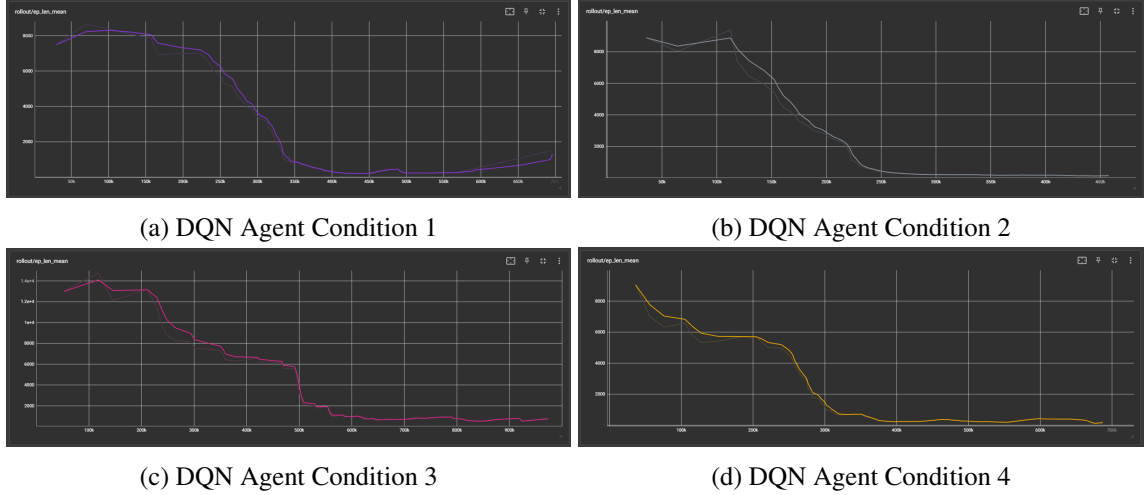 rollout/ep_len_mean
8000
6000
4000
2000
50k 100k 150k 200k 250k 300k 350k 400k 450k 500k 550k 600k 650k 700k
(a) DQN Agent Condition 1
rollout/ep_len_mean
8000
6000
4000
2000
50k 100k 150k 200k 250k 300k 350k 400k 450k
(b) DQN Agent Condition 2
rollout/ep_len_mean
1.4e+4
1.2e+4
1e+4
8000
6000
4000
2000
100k 200k 300k 400k 500k 600k 700k 800k 900k
(c) DQN Agent Condition 3
rollout/ep_len_mean
8000
6000
4000
2000
100k 200k 300k 400k 500k 600k 700k
(d) DQN Agent Condition 4